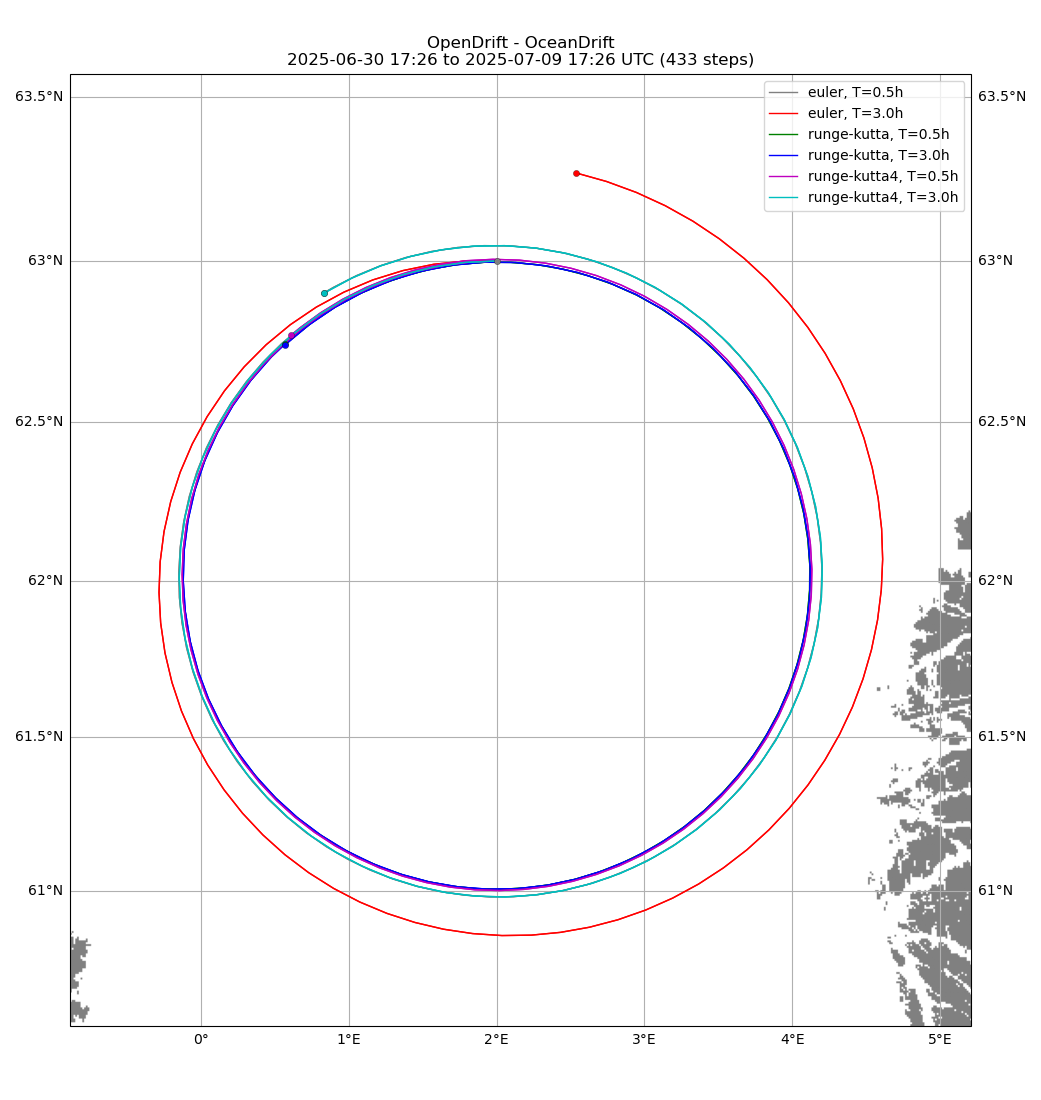 OpenDrift - OceanDrift
2025-06-30 17:26 to 2025-07-09 17:26 UTC (433 steps)
euler, T=0.5h
euler, T=3.0h
runge-kutta, T=0.5h
runge-kutta, T=3.0h
runge-kutta4, T=0.5h
runge-kutta4, T=3.0h
63.5°N 63.5°N
63°N 63°N
62.5°N 62.5°N
62°N 62°N
61.5°N 61.5°N
61°N 61°N
0° 1°E 2°E 3°E 4°E 5°E